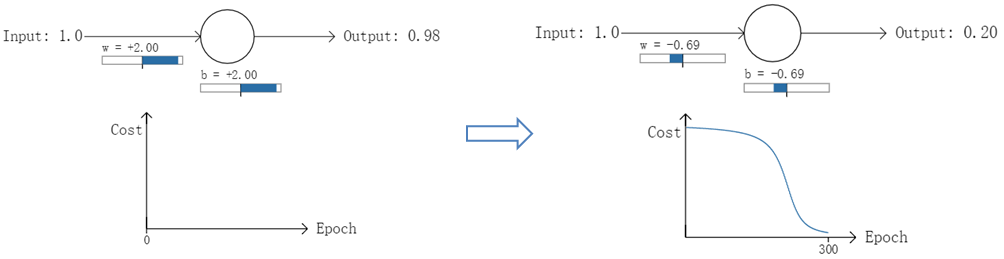 Input: 1.0
Output: 0.98
w = +2.00
b = +2.00
Cost
Epoch
0
Input: 1.0
Output: 0.20
w = -0.69
b = -0.69
Cost
Epoch
300